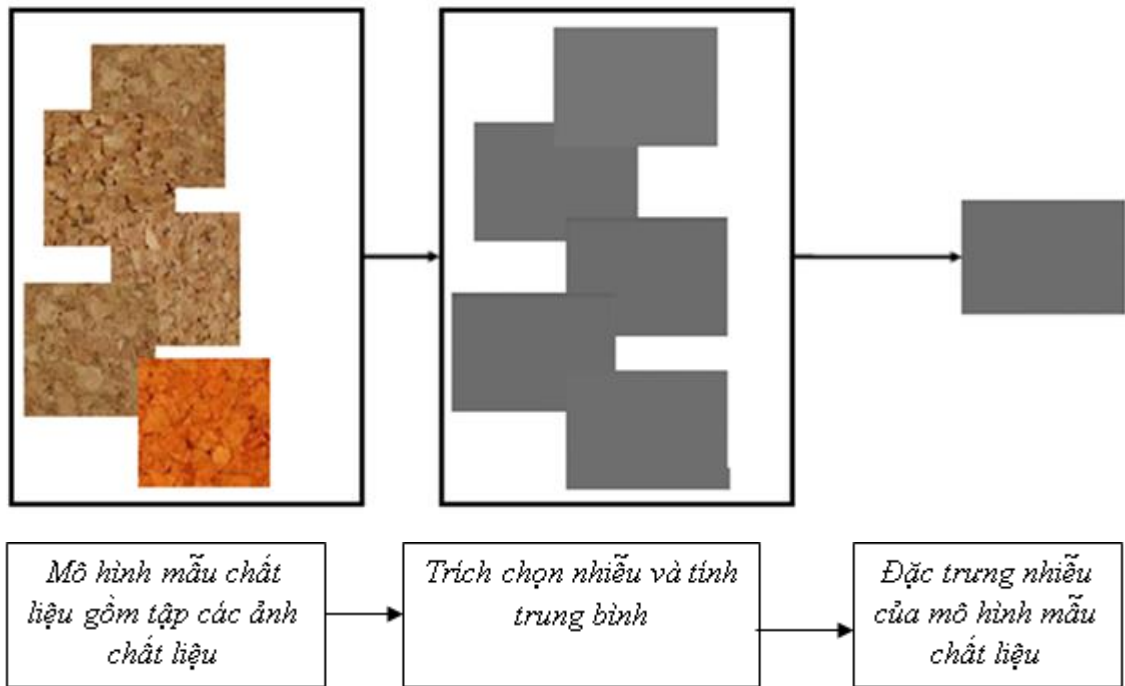 Mô hình mẫu chất
liệu gồm tập các ảnh
chất liệu
Trích chọn nhiễu và tính
trung bình
Đặc trưng nhiễu
của mô hình mẫu
chất liệu